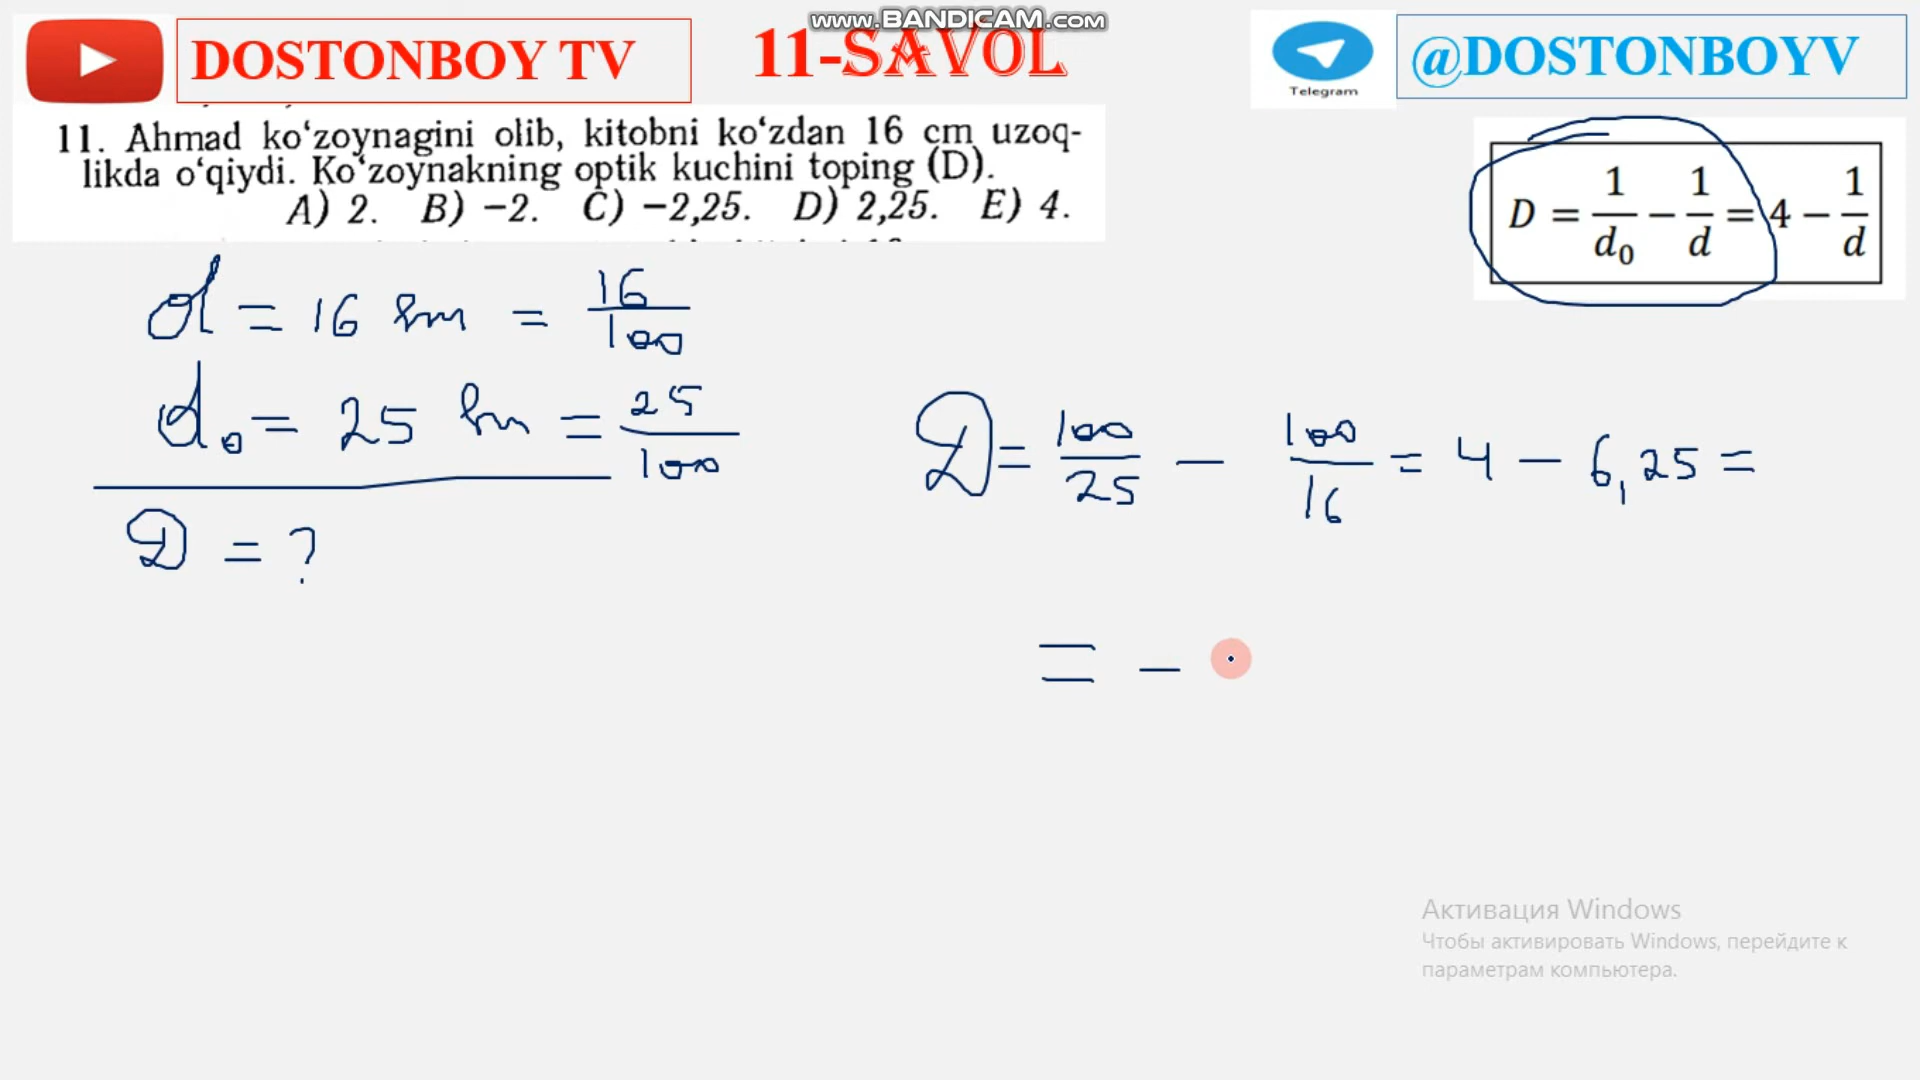 www.BANDICAM.com
DOSTONBOY TV
11-SAVOL
Telegram
@DOSTONBOYV
11. Ahmad ko‘zoynagini olib, kitobni ko‘zdan 16 cm uzoq-
likda o‘qiydi. Ko‘zoynakning optik kuchini toping (D).
A) 2. B) −2. C) −2,25. D) 2,25. E) 4.
D = 1/d₀ − 1/d = 4 − 1/d
d = 16 sm = 16/100
d₀ = 25 sm = 25/100
D = ?
D = 100/25 − 100/16 = 4 − 6,25 =
= −
Активация Windows
Чтобы активировать Windows, перейдите к
параметрам компьютера.